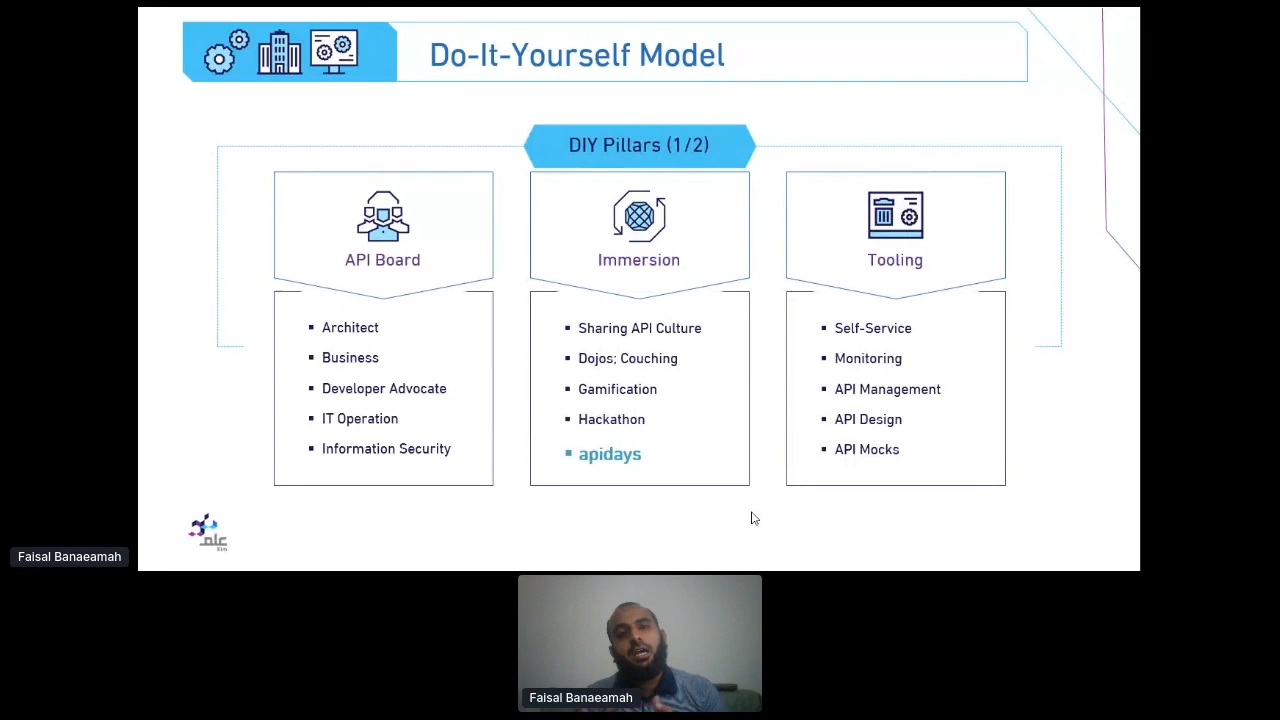 Do-It-Yourself Model
DIY Pillars (1/2)
API Board
Architect
Business
Developer Advocate
IT Operation
Information Security
Immersion
Sharing API Culture
Dojos; Couching
Gamification
Hackathon
apidays
Tooling
Self-Service
Monitoring
API Management
API Design
API Mocks
علم
Elm
Faisal Banaeamah
Faisal Banaeamah